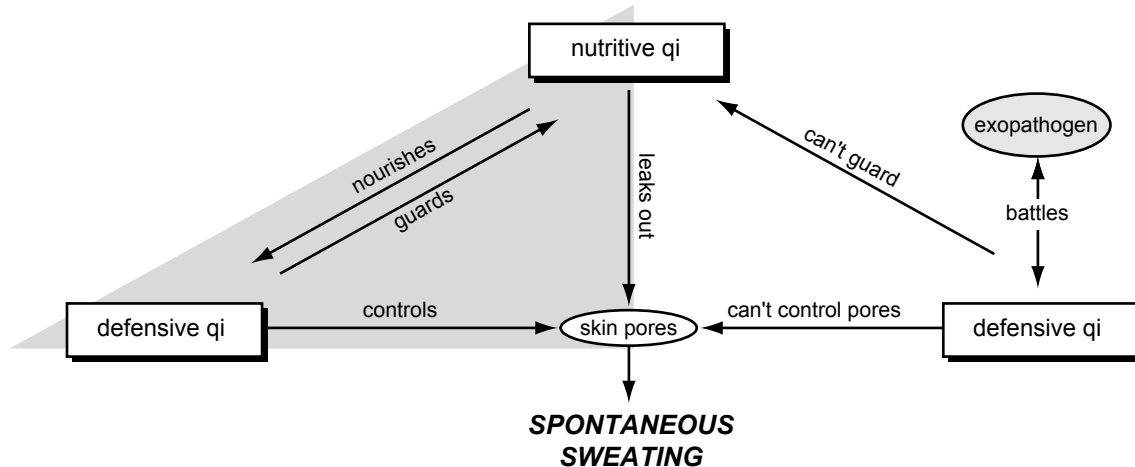 nutritive qi
exopathogen
nourishes
guards
leaks out
can't guard
battles
defensive qi
controls
skin pores
can't control pores
defensive qi
SPONTANEOUS
SWEATING